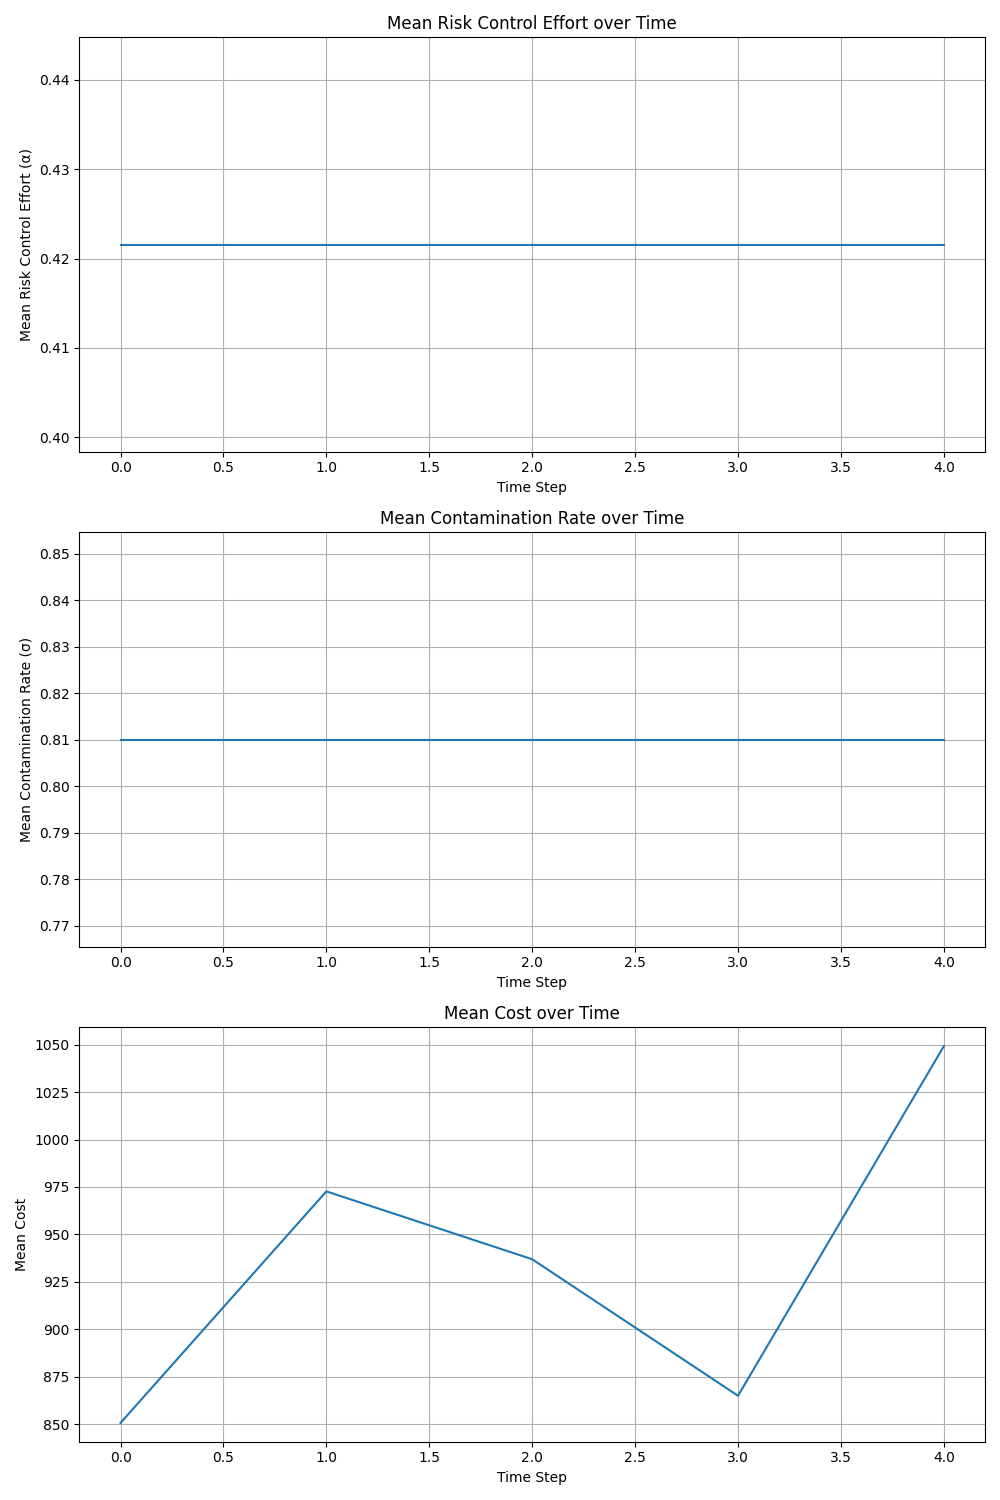 Mean Risk Control Effort over Time
Mean Risk Control Effort (α)
0.44
0.43
0.42
0.41
0.40
0.0 0.5 1.0 1.5 2.0 2.5 3.0 3.5 4.0
Time Step
Mean Contamination Rate over Time
Mean Contamination Rate (σ)
0.85
0.84
0.83
0.82
0.81
0.80
0.79
0.78
0.77
0.0 0.5 1.0 1.5 2.0 2.5 3.0 3.5 4.0
Time Step
Mean Cost over Time
Mean Cost
1050
1025
1000
975
950
925
900
875
850
0.0 0.5 1.0 1.5 2.0 2.5 3.0 3.5 4.0
Time Step